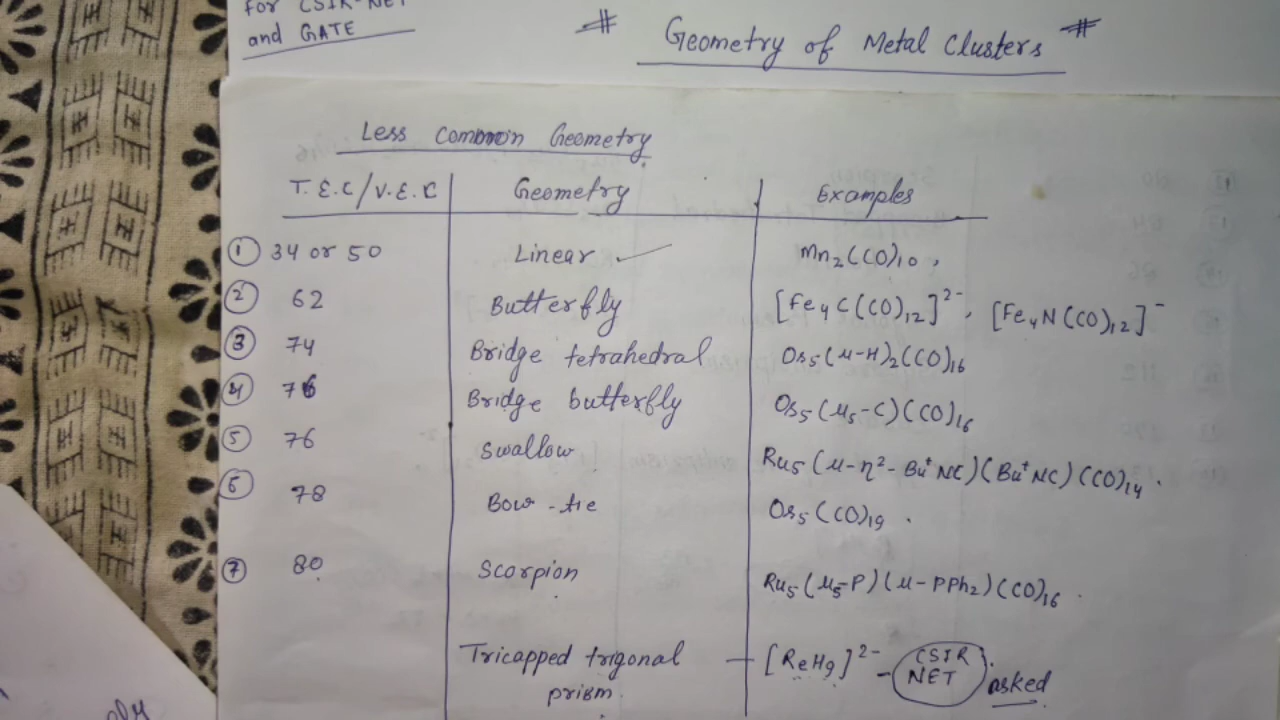 for CSIR-NET
and GATE
# Geometry of Metal Clusters #
Less Common Geometry
T.E.C/V.E.C Geometry Examples
① 34 or 50 Linear Mn₂(CO)₁₀,
② 62 Butterfly [Fe₄C(CO)₁₂]²⁻, [Fe₄N(CO)₁₂]⁻
③ 74 Bridge tetrahedral Os₅(μ-H)₂(CO)₁₆
④ 76 Bridge butterfly Os₅(μ₅-C)(CO)₁₆
⑤ 76 Swallow Ru₅(μ-η²-BuᵗNC)(BuᵗNC)(CO)₁₄.
⑥ 78 Bow-tie Os₅(CO)₁₉.
⑦ 80 Scorpion Ru₅(μ₅-P)(μ-PPh₂)(CO)₁₆.
Tricapped trigonal — [ReH₉]²⁻ - CSIR
NET asked
prism.